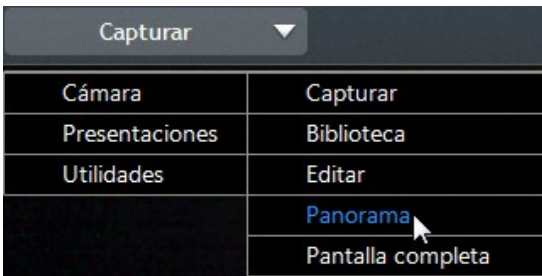 Capturar
Cámara
Presentaciones
Utilidades
Capturar
Biblioteca
Editar
Panorama
Pantalla completa